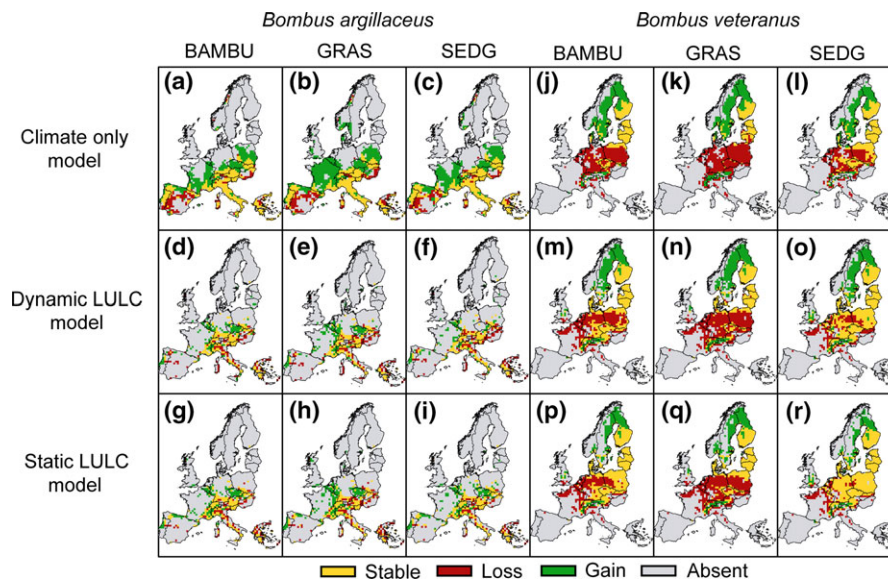 Bombus argillaceus Bombus veteranus
BAMBU GRAS SEDG BAMBU GRAS SEDG
(a) (b) (c) (j) (k) (l)
Climate only
model
(d) (e) (f) (m) (n) (o)
Dynamic LULC
model
(g) (h) (i) (p) (q) (r)
Static LULC
model
Stable Loss Gain Absent